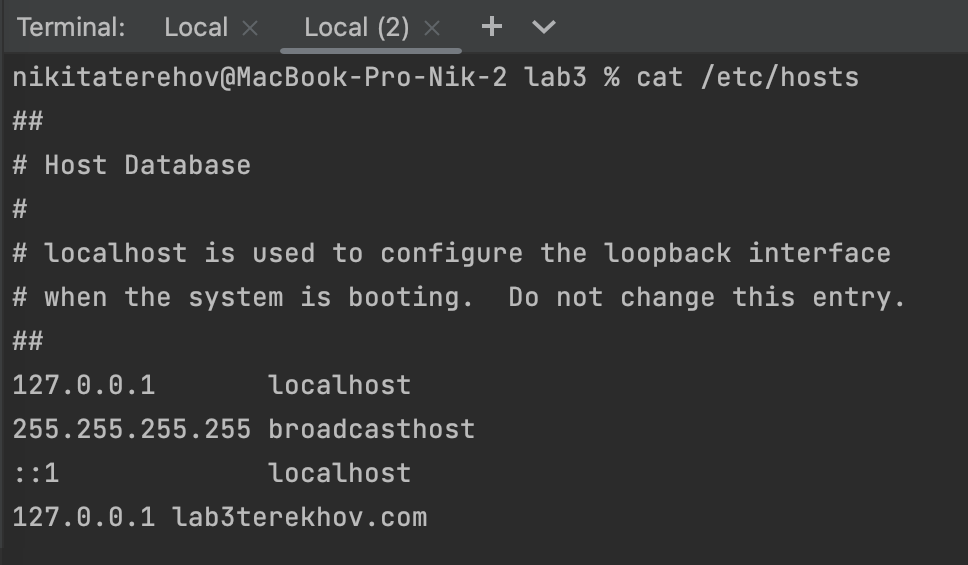 Terminal: Local × Local (2) × +
nikitaterehov@MacBook-Pro-Nik-2 lab3 % cat /etc/hosts
##
# Host Database
#
# localhost is used to configure the loopback interface
# when the system is booting.  Do not change this entry.
##
127.0.0.1       localhost
255.255.255.255 broadcasthost
::1             localhost
127.0.0.1 lab3terekhov.com